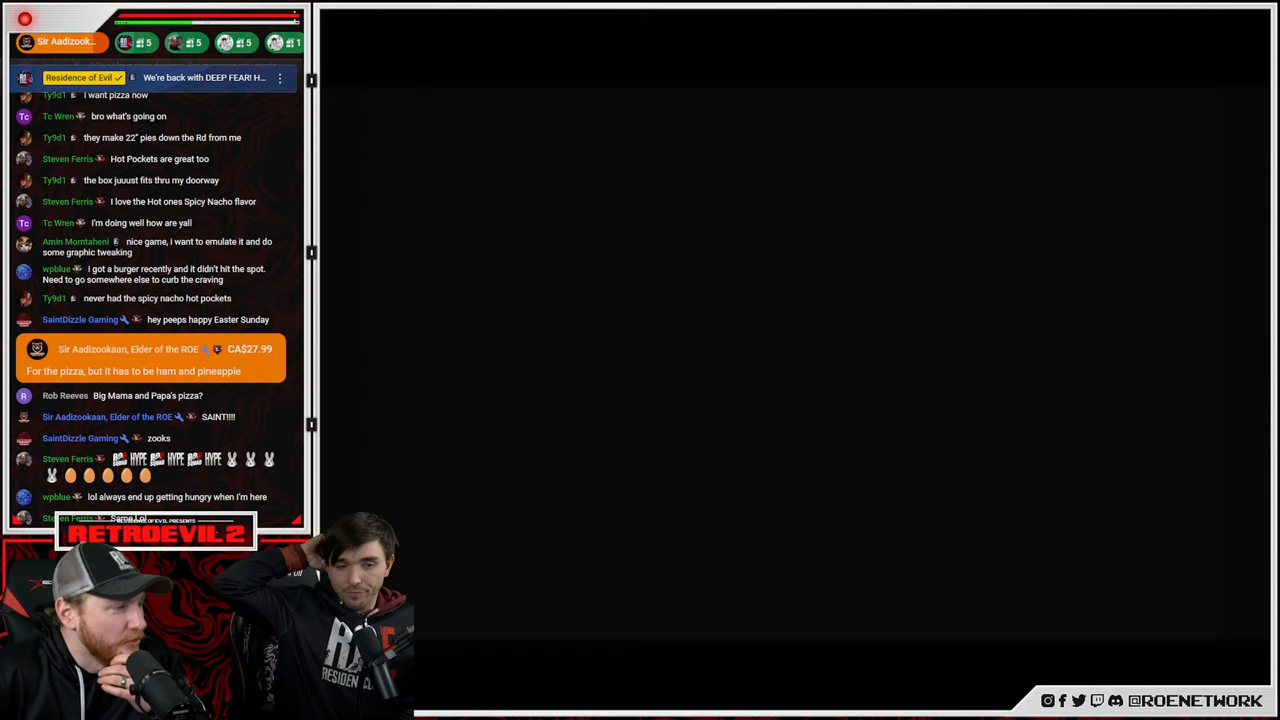 Sir Aadizook...
5
5
5
1
Residence of Evil
We're back with DEEP FEAR! H...
Ty9d1 I want pizza now
Tc Wren bro what's going on
Ty9d1 they make 22" pies down the Rd from me
Steven Ferris Hot Pockets are great too
Ty9d1 the box juuust fits thru my doorway
Steven Ferris I love the Hot ones Spicy Nacho flavor
Tc Wren I'm doing well how are yall
Amin Momtaheni nice game, i want to emulate it and do
some graphic tweaking
wpblue I got a burger recently and it didn't hit the spot.
Need to go somewhere else to curb the craving
Ty9d1 never had the spicy nacho hot pockets
SaintDizzle Gaming hey peeps happy Easter Sunday
Sir Aadizookaan, Elder of the ROE CA$27.99
For the pizza, but it has to be ham and pineapple
R
Rob Reeves Big Mama and Papa's pizza?
Sir Aadizookaan, Elder of the ROE SAINT!!!!
SaintDizzle Gaming zooks
Steven Ferris HYPE HYPE HYPE
wpblue lol always end up getting hungry when I'm here
Steven Ferris Same Lol
RESIDENCE OF EVIL PRESENTS
RETROEVIL 2
@ROENETWORK